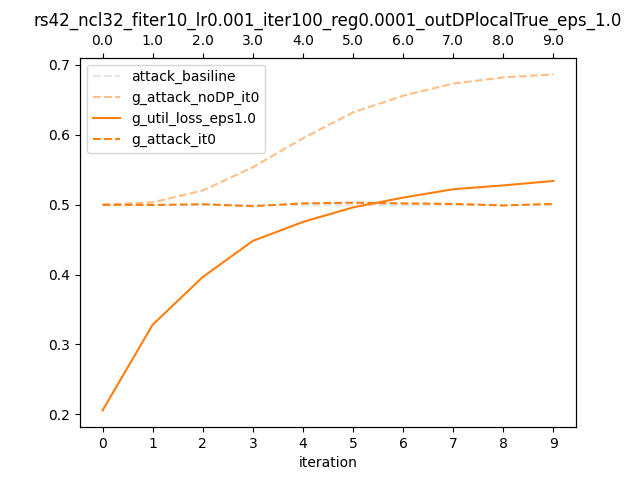 rs42_ncl32_fiter10_lr0.001_iter100_reg0.0001_outDPlocalTrue_eps_1.0
0.0 1.0 2.0 3.0 4.0 5.0 6.0 7.0 8.0 9.0
attack_basiline
g_attack_noDP_it0
g_util_loss_eps1.0
g_attack_it0
0.7
0.6
0.5
0.4
0.3
0.2
0 1 2 3 4 5 6 7 8 9
iteration